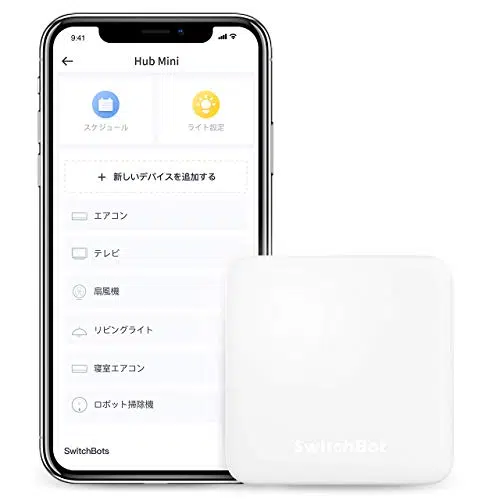 9:41
Hub Mini
スケジュール
ライト設定
+ 新しいデバイスを追加する
エアコン
テレビ
扇風機
リビングライト
寝室エアコン
ロボット掃除機
SwitchBots
SwitchBot